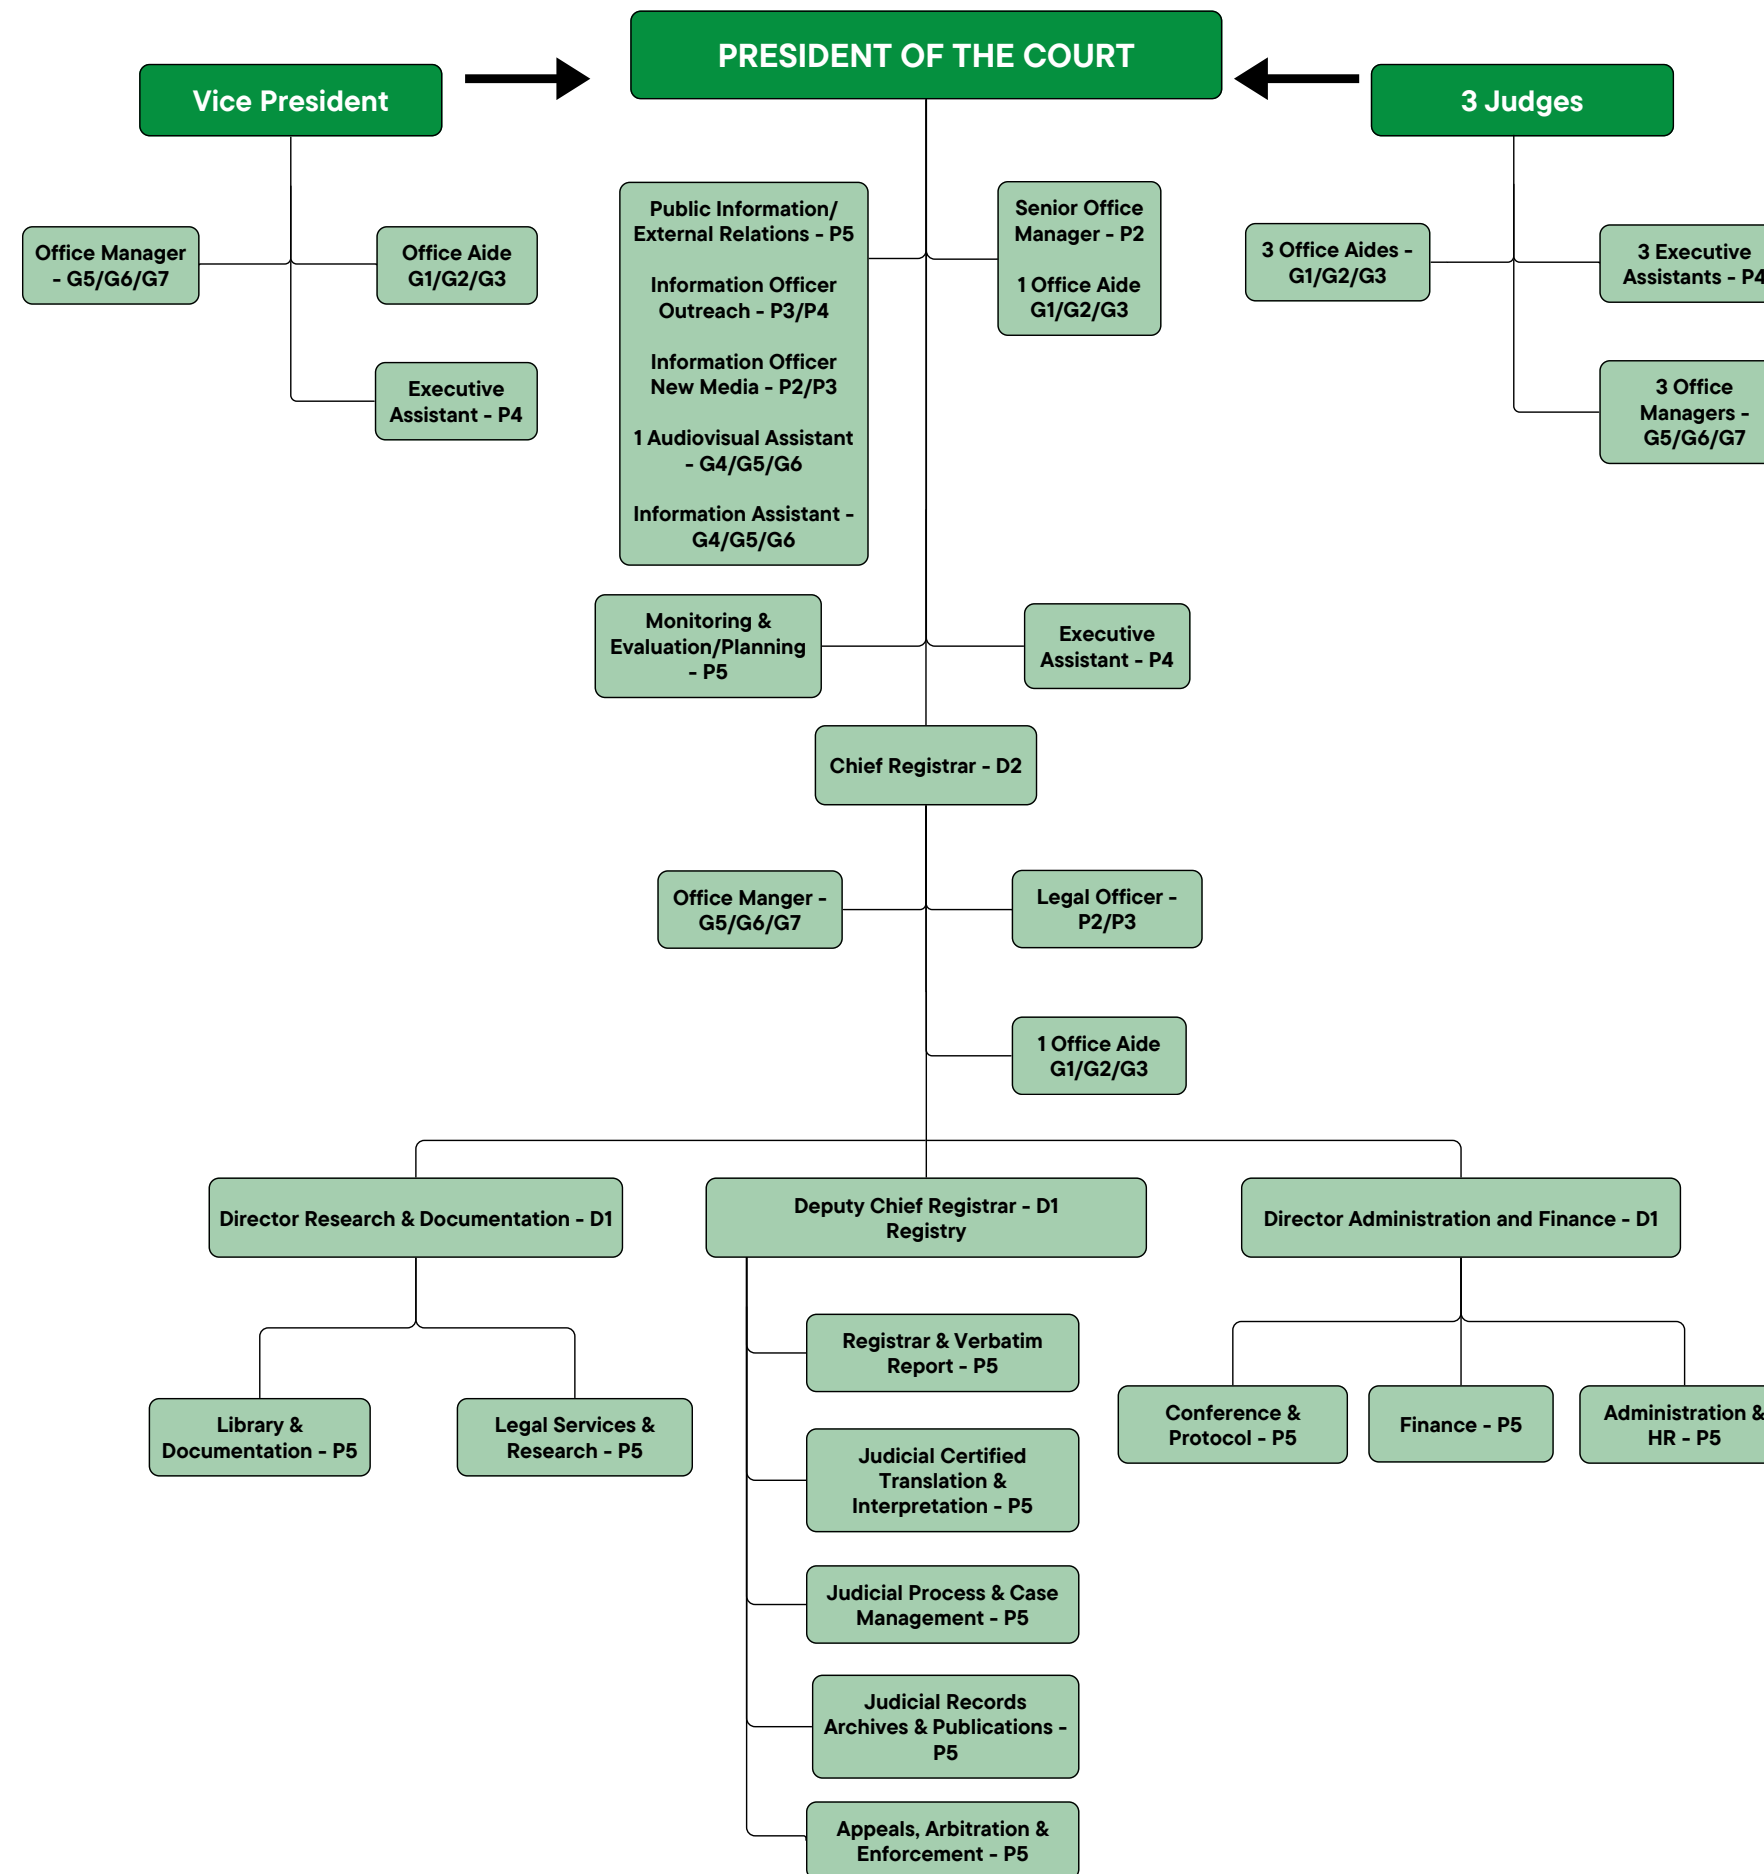 PRESIDENT OF THE COURT
Vice President
3 Judges
Office Manager
- G5/G6/G7
Office Aide
G1/G2/G3
Executive
Assistant - P4
Public Information/
External Relations - P5
Information Officer
Outreach - P3/P4
Information Officer
New Media - P2/P3
1 Audiovisual Assistant
- G4/G5/G6
Information Assistant -
G4/G5/G6
Senior Office
Manager - P2
1 Office Aide
G1/G2/G3
3 Office Aides -
G1/G2/G3
3 Executive
Assistants - P4
3 Office
Managers -
G5/G6/G7
Monitoring &
Evaluation/Planning
- P5
Executive
Assistant - P4
Chief Registrar - D2
Office Manger -
G5/G6/G7
Legal Officer -
P2/P3
1 Office Aide
G1/G2/G3
Director Research & Documentation - D1
Deputy Chief Registrar - D1
Registry
Director Administration and Finance - D1
Library &
Documentation - P5
Legal Services &
Research - P5
Registrar & Verbatim
Report - P5
Judicial Certified
Translation &
Interpretation - P5
Judicial Process & Case
Management - P5
Judicial Records
Archives & Publications -
P5
Appeals, Arbitration &
Enforcement - P5
Conference &
Protocol - P5
Finance - P5
Administration &
HR - P5